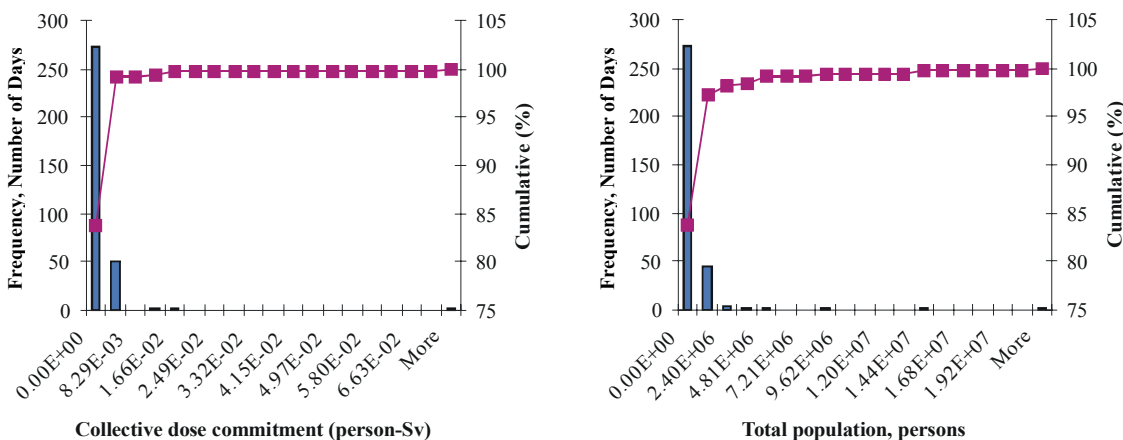 Frequency, Number of Days
300
250
200
150
100
50
0
105
100
95
90
85
80
75
Cumulative (%)
0.00E+00
8.29E-03
1.66E-02
2.49E-02
3.32E-02
4.15E-02
4.97E-02
5.80E-02
6.63E-02
More
Collective dose commitment (person-Sv)
Frequency, Number of Days
300
250
200
150
100
50
0
105
100
95
90
85
80
75
Cumulative (%)
0.00E+00
2.40E+06
4.81E+06
7.21E+06
9.62E+06
1.20E+07
1.44E+07
1.68E+07
1.92E+07
More
Total population, persons